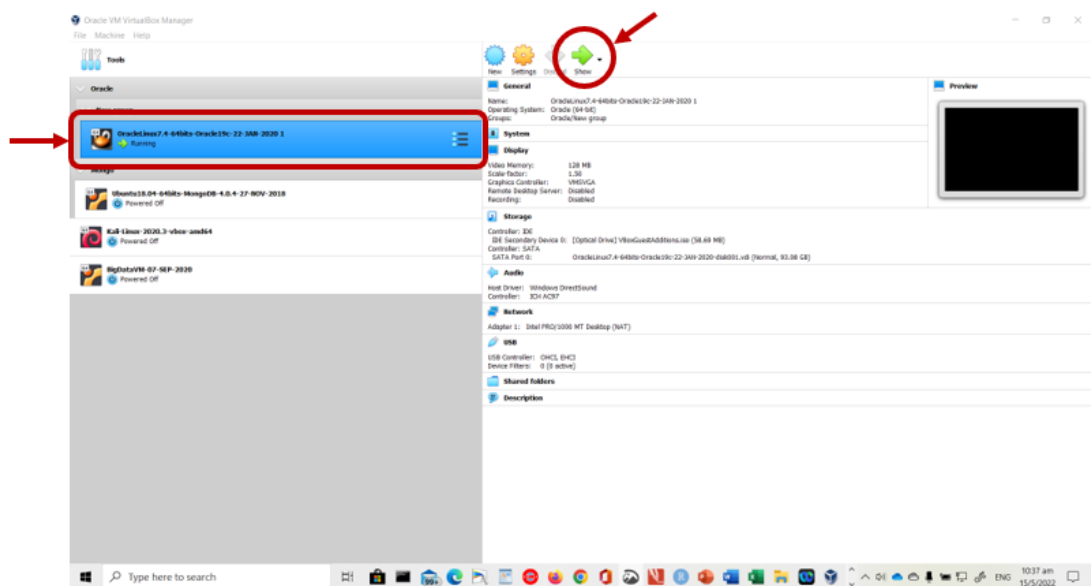 Oracle VM VirtualBox Manager
File Machine Help
Tools
New Settings Discard Show
Oracle
New group
OracleLinux7.4-64bits-Oracle19c-22-JAN-2020 1
Running
Mongo
Ubuntu18.04-64bits-MongoDB-4.0.4-27-NOV-2018
Powered Off
Kali-Linux-2020.3-vbox-amd64
Powered Off
BigDataVM-07-SEP-2020
Powered Off
General
Name: OracleLinux7.4-64bits-Oracle19c-22-JAN-2020 1
Operating System: Oracle (64-bit)
Groups: Oracle/New group
Preview
System
Display
Video Memory: 128 MB
Scale-factor: 1.50
Graphics Controller: VMSVGA
Remote Desktop Server: Disabled
Recording: Disabled
Storage
Controller: IDE
IDE Secondary Device 0: [Optical Drive] VBoxGuestAdditions.iso (58.69 MB)
Controller: SATA
SATA Port 0: OracleLinux7.4-64bits-Oracle19c-22-JAN-2020-disk001.vdi (Normal, 93.08 GB)
Audio
Host Driver: Windows DirectSound
Controller: ICH AC97
Network
Adapter 1: Intel PRO/1000 MT Desktop (NAT)
USB
USB Controller: OHCI, EHCI
Device Filters: 0 (0 active)
Shared folders
Description
Type here to search
99+
ENG
10:37 am
15/5/2022